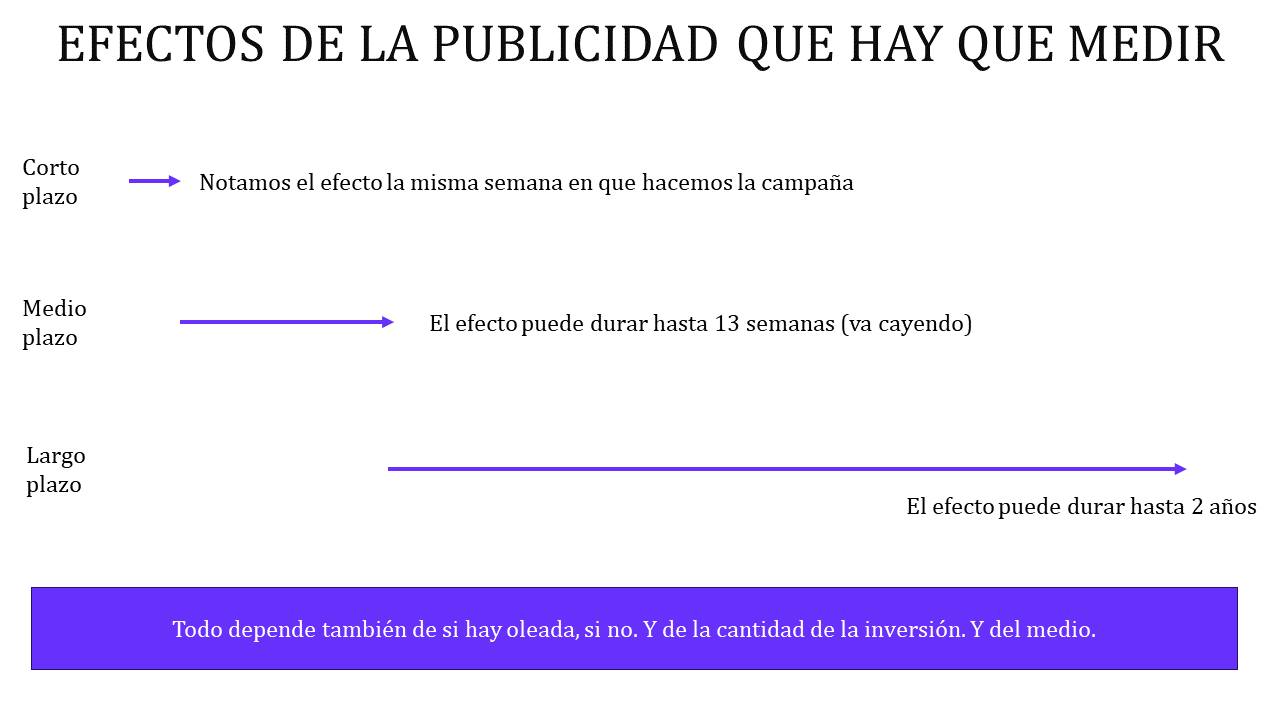 EFECTOS DE LA PUBLICIDAD QUE HAY QUE MEDIR
Corto
plazo
Notamos el efecto la misma semana en que hacemos la campaña
Medio
plazo
El efecto puede durar hasta 13 semanas (va cayendo)
Largo
plazo
El efecto puede durar hasta 2 años
Todo depende también de si hay oleada, si no. Y de la cantidad de la inversión. Y del medio.